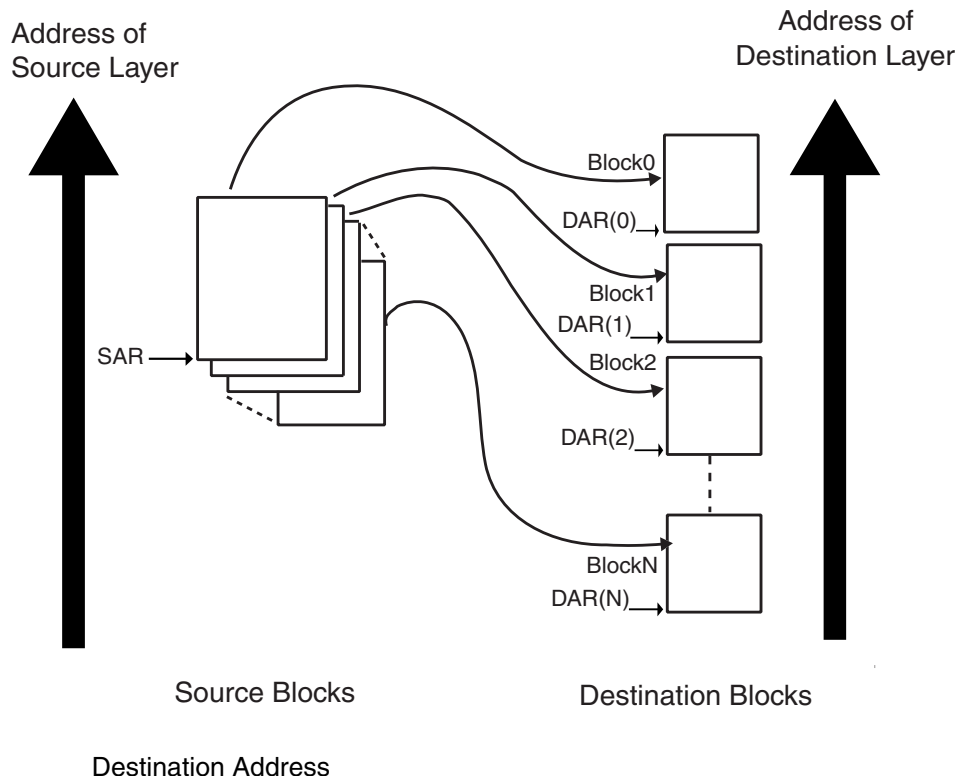 Address of
Source Layer
Address of
Destination Layer
Block0
DAR(0)
Block1
SAR
DAR(1)
Block2
DAR(2)
BlockN
DAR(N)
Source Blocks
Destination Blocks
Destination Address